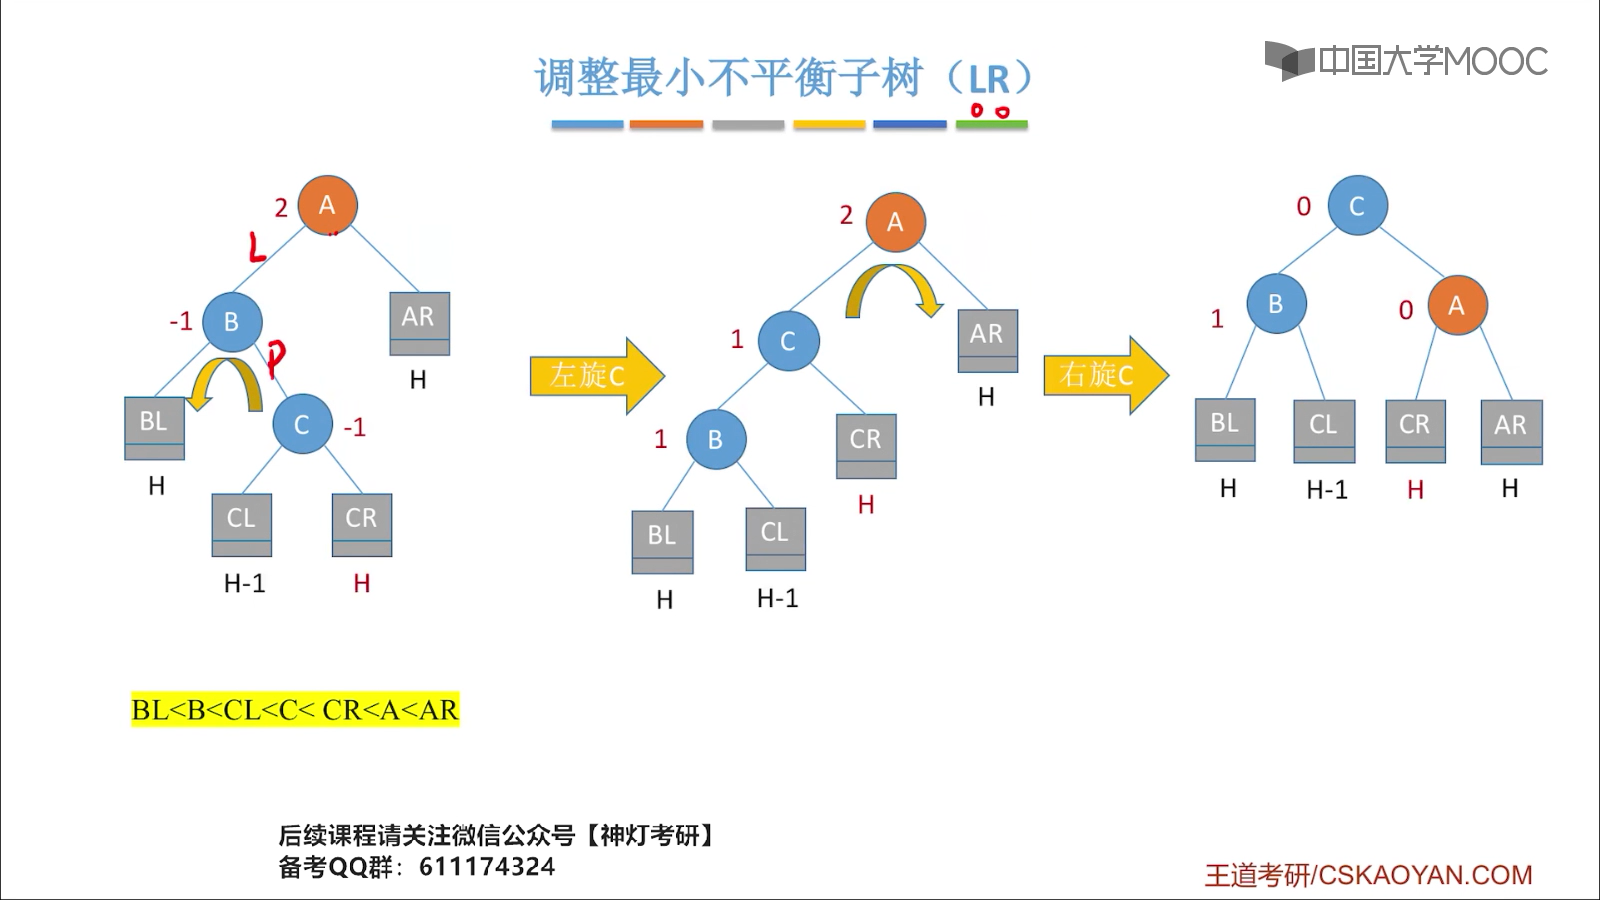 中国大学MOOC
调整最小不平衡子树（LR）
2
A
L
-1
B
R
AR
H
BL
C
-1
H
CL
CR
H-1
H
左旋C
2
A
1
C
AR
H
1
B
CR
H
BL
CL
H
H-1
右旋C
0
C
1
B
0
A
BL
CL
CR
AR
H
H-1
H
H
BL<B<CL<C< CR<A<AR
后续课程请关注微信公众号【神灯考研】
备考QQ群：611174324
王道考研/CSKAOYAN.COM